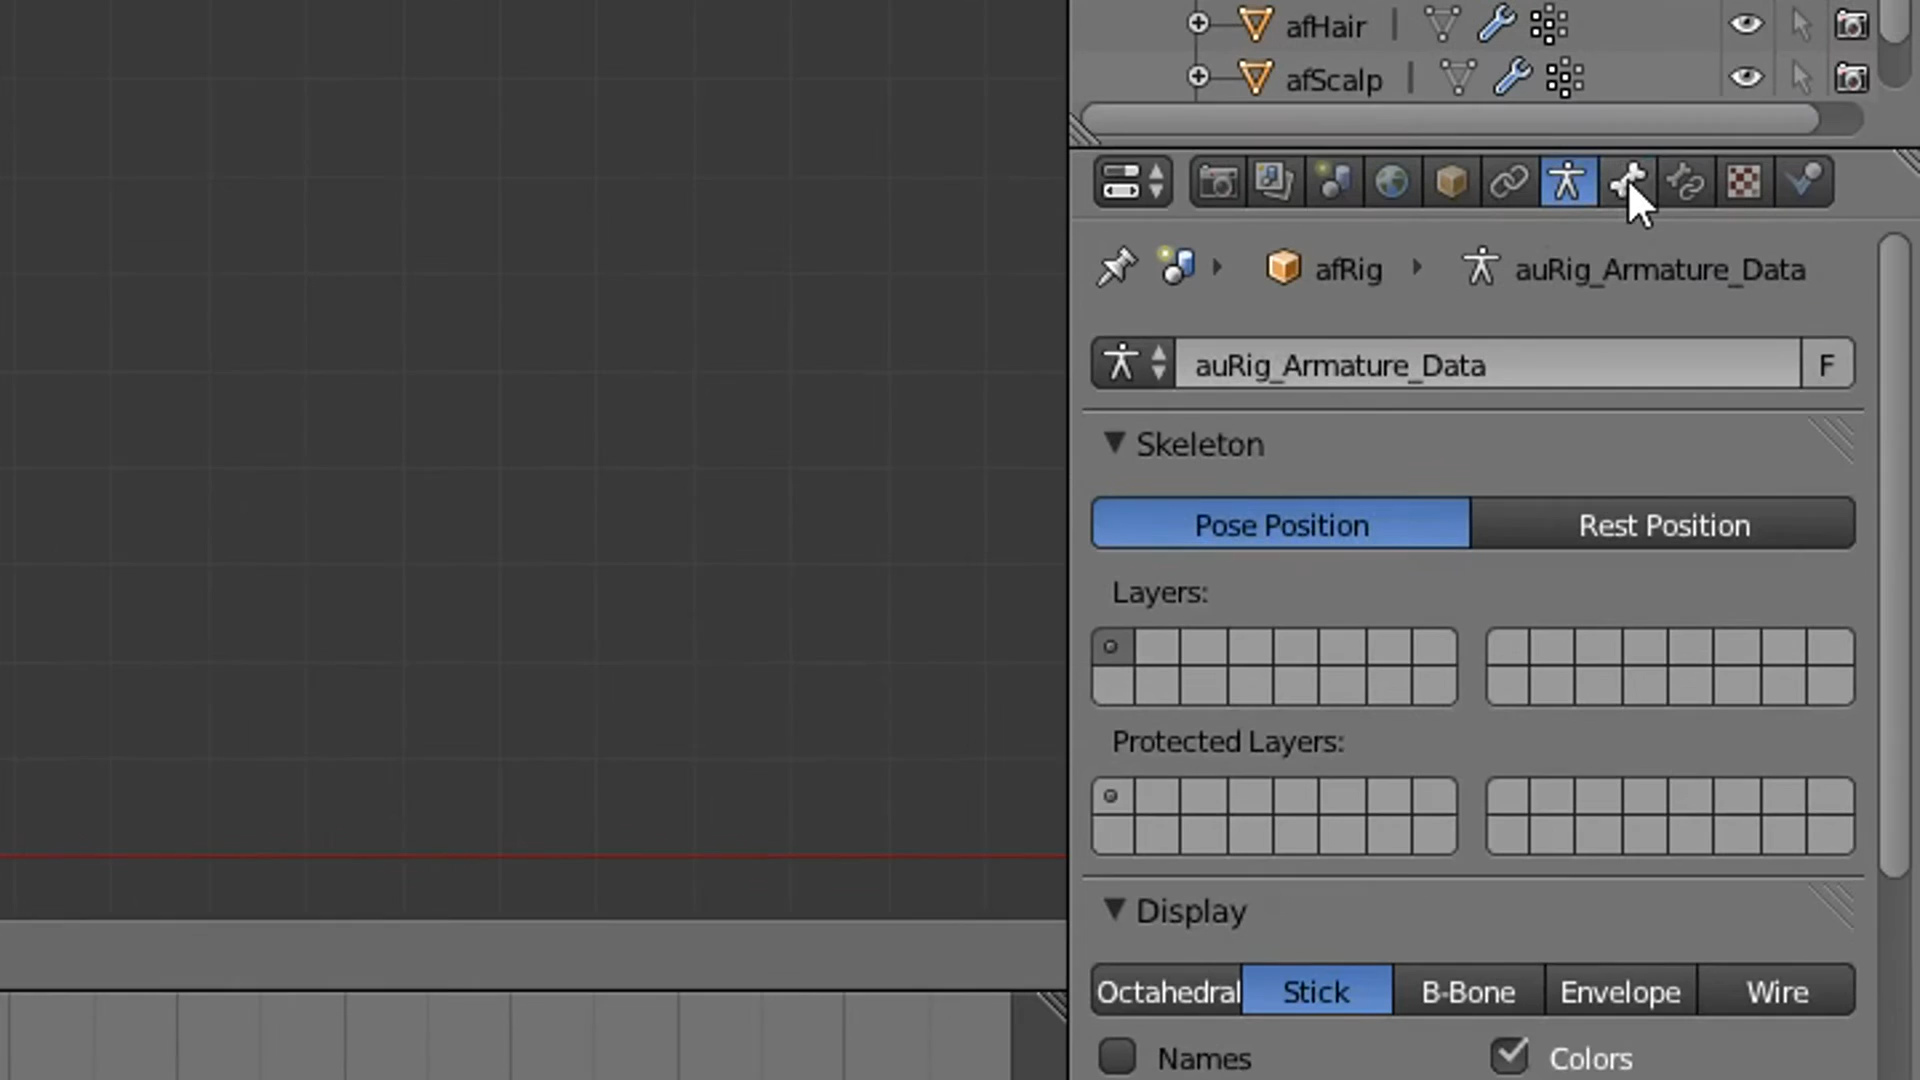 afHair
afScalp
afRig auRig_Armature_Data
auRig_Armature_Data F
Skeleton
Pose Position Rest Position
Layers:
Protected Layers:
Display
Octahedral Stick B-Bone Envelope Wire
Names Colors